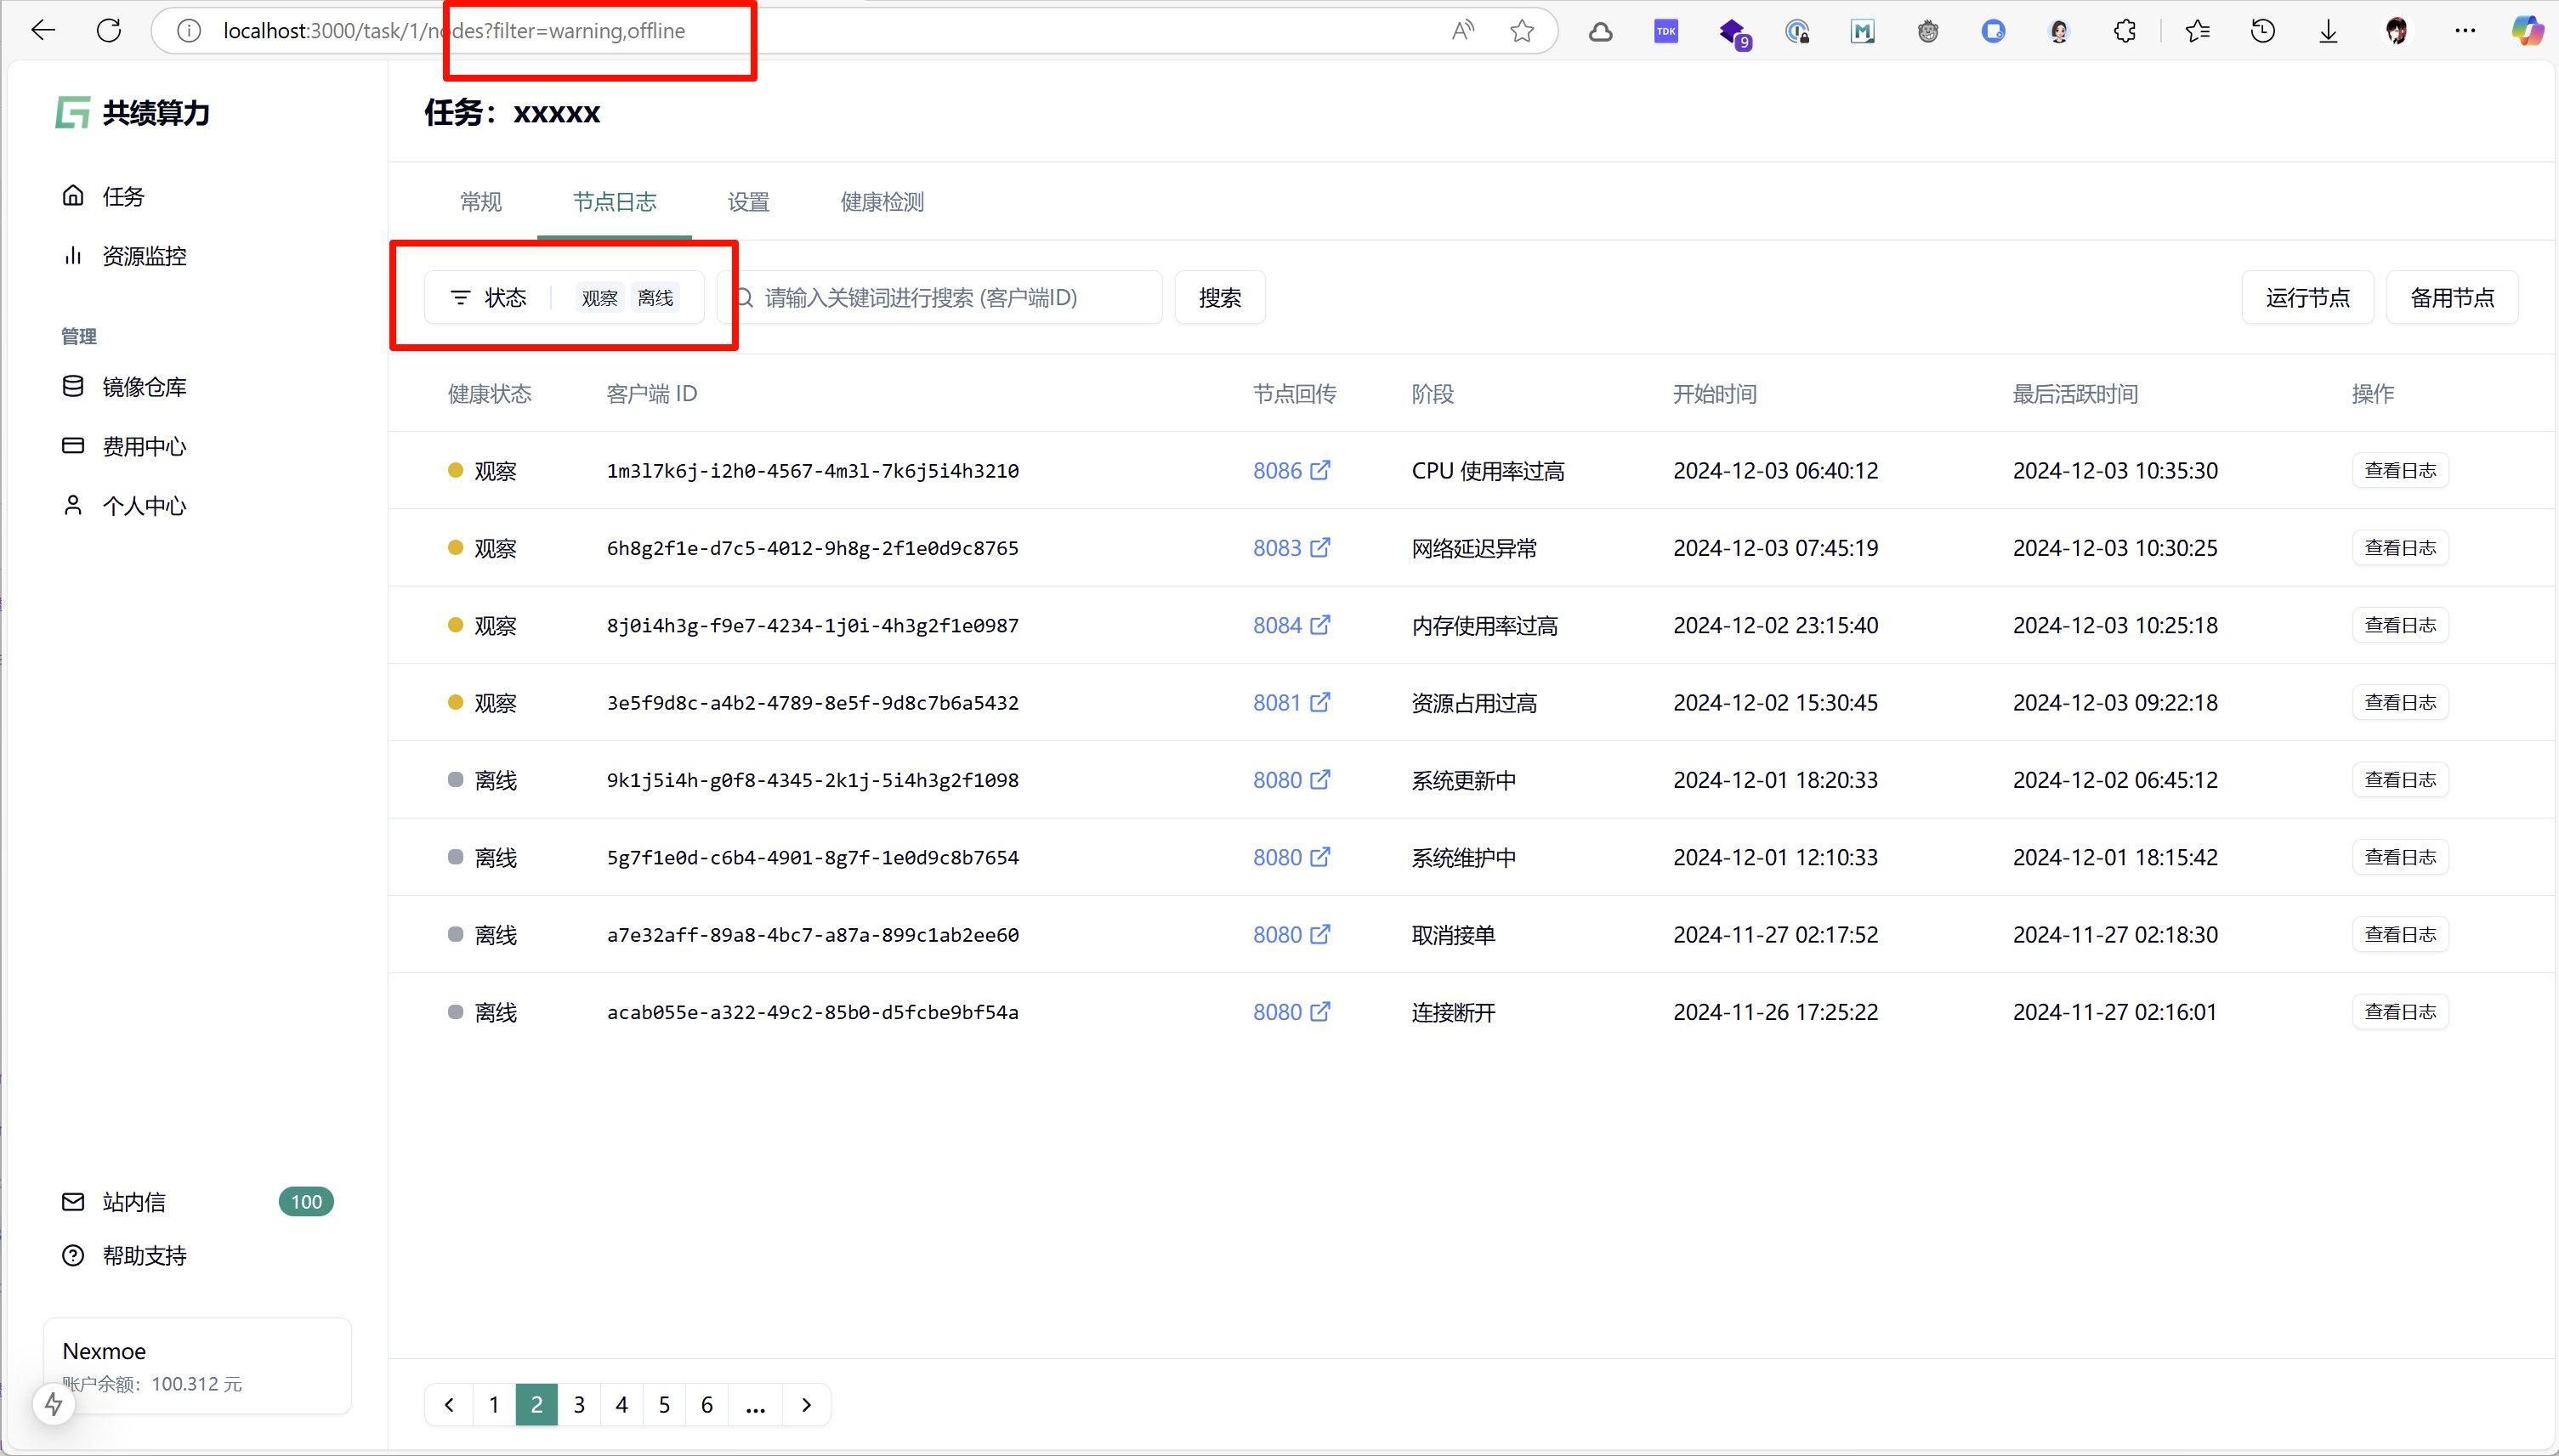 localhost:3000/task/1/nodes?filter=warning,offline
TDK
9
M
共绩算力
任务：xxxxx
任务
资源监控
管理
镜像仓库
费用中心
个人中心
常规 节点日志 设置 健康检测
状态 观察 离线 请输入关键词进行搜索 (客户端ID) 搜索 运行节点 备用节点
健康状态 客户端 ID 节点回传 阶段 开始时间 最后活跃时间 操作
观察 1m3l7k6j-i2h0-4567-4m3l-7k6j5i4h3210 8086 CPU 使用率过高 2024-12-03 06:40:12 2024-12-03 10:35:30 查看日志
观察 6h8g2f1e-d7c5-4012-9h8g-2f1e0d9c8765 8083 网络延迟异常 2024-12-03 07:45:19 2024-12-03 10:30:25 查看日志
观察 8j0i4h3g-f9e7-4234-1j0i-4h3g2f1e0987 8084 内存使用率过高 2024-12-02 23:15:40 2024-12-03 10:25:18 查看日志
观察 3e5f9d8c-a4b2-4789-8e5f-9d8c7b6a5432 8081 资源占用过高 2024-12-02 15:30:45 2024-12-03 09:22:18 查看日志
离线 9k1j5i4h-g0f8-4345-2k1j-5i4h3g2f1098 8080 系统更新中 2024-12-01 18:20:33 2024-12-02 06:45:12 查看日志
离线 5g7f1e0d-c6b4-4901-8g7f-1e0d9c8b7654 8080 系统维护中 2024-12-01 12:10:33 2024-12-01 18:15:42 查看日志
离线 a7e32aff-89a8-4bc7-a87a-899c1ab2ee60 8080 取消接单 2024-11-27 02:17:52 2024-11-27 02:18:30 查看日志
离线 acab055e-a322-49c2-85b0-d5fcbe9bf54a 8080 连接断开 2024-11-26 17:25:22 2024-11-27 02:16:01 查看日志
站内信 100
帮助支持
Nexmoe
账户余额：100.312 元
1 2 3 4 5 6 ...